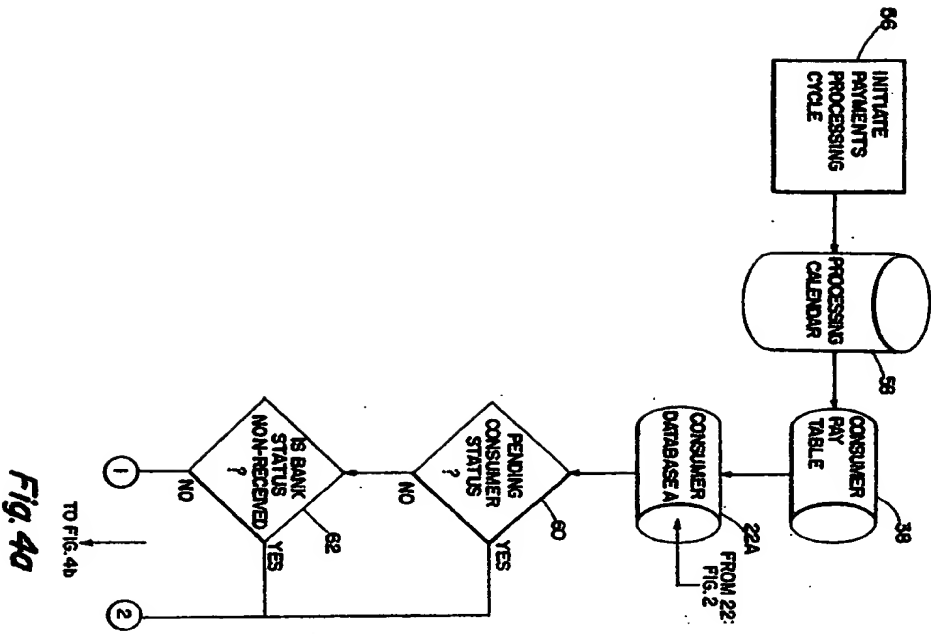 56
INITIATE
PAYMENTS
PROCESSING
CYCLE
PROCESSING
CALENDAR
58
CONSUMER
PAY
TABLE
38
CONSUMER
DATABASE A
22A
FROM 22:
FIG. 2
PENDING
CONSUMER
STATUS
?
60
YES
NO
IS BANK
STATUS
NON-RECEIVED
?
62
YES
NO
1
2
TO FIG. 4b
Fig. 4a